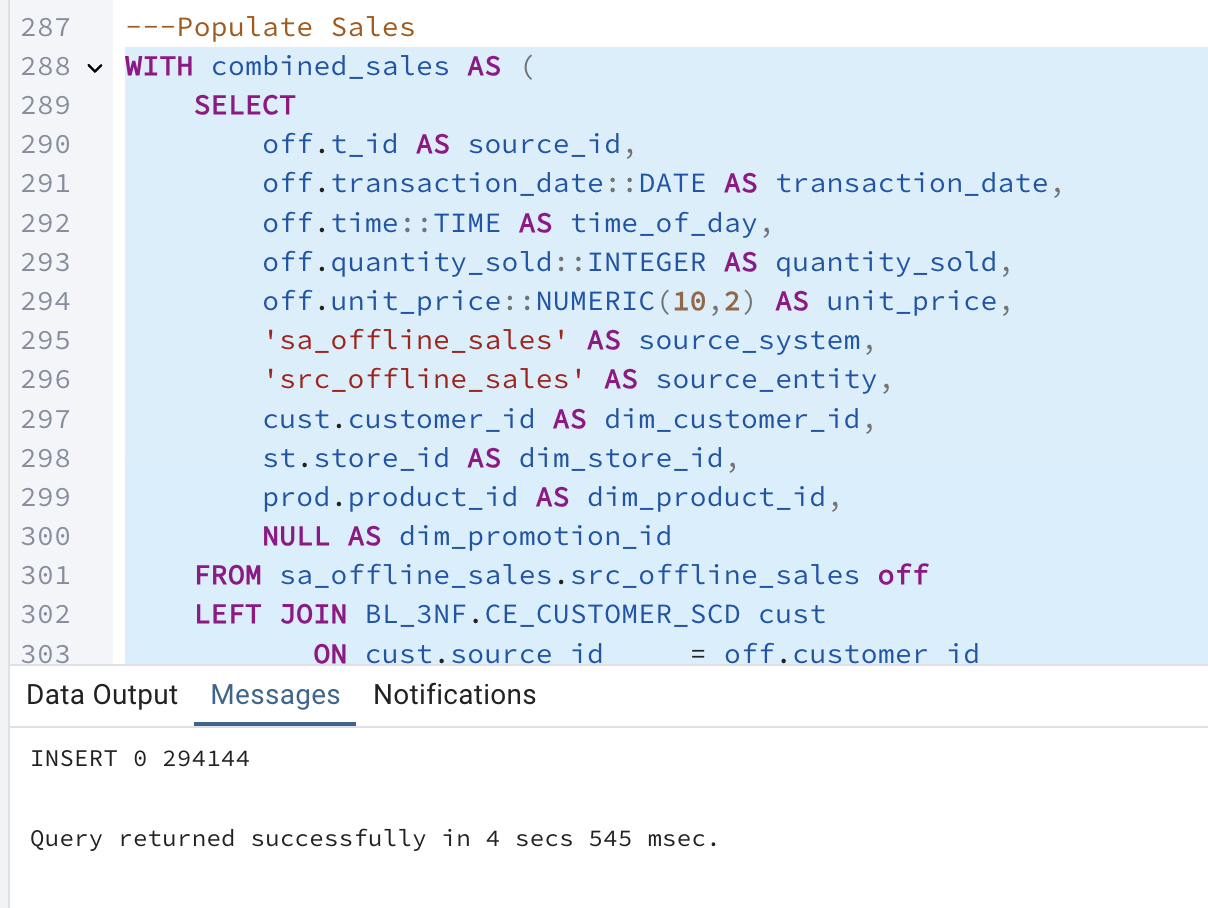 287 ---Populate Sales
288 WITH combined_sales AS (
289 SELECT
290 off.t_id AS source_id,
291 off.transaction_date::DATE AS transaction_date,
292 off.time::TIME AS time_of_day,
293 off.quantity_sold::INTEGER AS quantity_sold,
294 off.unit_price::NUMERIC(10,2) AS unit_price,
295 'sa_offline_sales' AS source_system,
296 'src_offline_sales' AS source_entity,
297 cust.customer_id AS dim_customer_id,
298 st.store_id AS dim_store_id,
299 prod.product_id AS dim_product_id,
300 NULL AS dim_promotion_id
301 FROM sa_offline_sales.src_offline_sales off
302 LEFT JOIN BL_3NF.CE_CUSTOMER_SCD cust
303 ON cust.source_id = off.customer_id
Data Output Messages Notifications
INSERT 0 294144
Query returned successfully in 4 secs 545 msec.